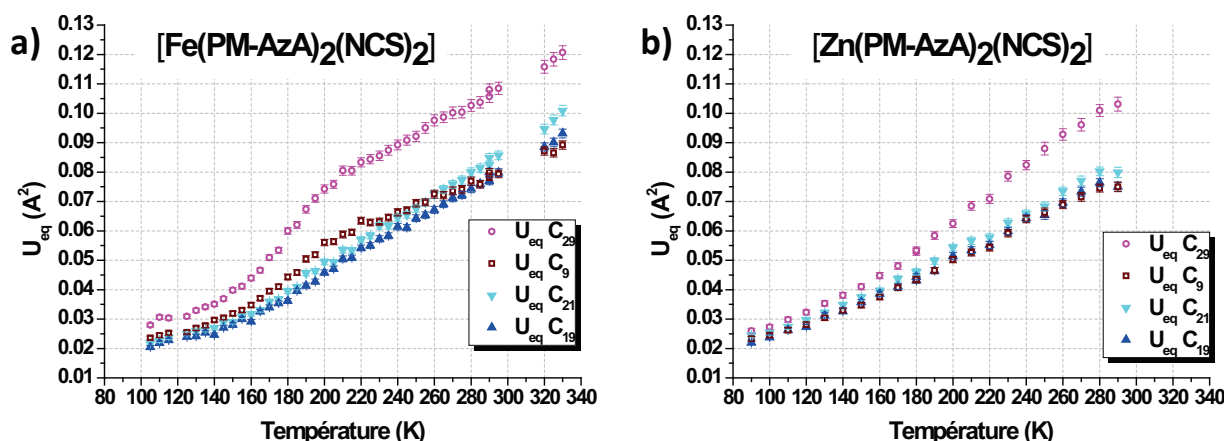 a)
[Fe(PM-AzA)2(NCS)2]
0.13
0.12
0.11
0.10
0.09
0.08
0.07
0.06
0.05
0.04
0.03
0.02
0.01
Ueq (A²)
Ueq C29
Ueq C9
Ueq C21
Ueq C19
80 100 120 140 160 180 200 220 240 260 280 300 320 340
Température (K)
b)
[Zn(PM-AzA)2(NCS)2]
0.13
0.12
0.11
0.10
0.09
0.08
0.07
0.06
0.05
0.04
0.03
0.02
0.01
Ueq (A²)
Ueq C29
Ueq C9
Ueq C21
Ueq C19
80 100 120 140 160 180 200 220 240 260 280 300 320 340
Température (K)